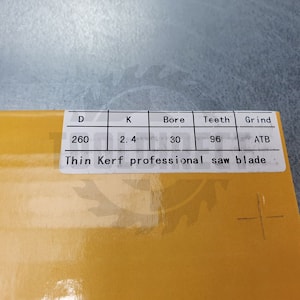 D K Bore Teeth Grind
260 2.4 30 96 ATB
Thin Kerf professional saw blade